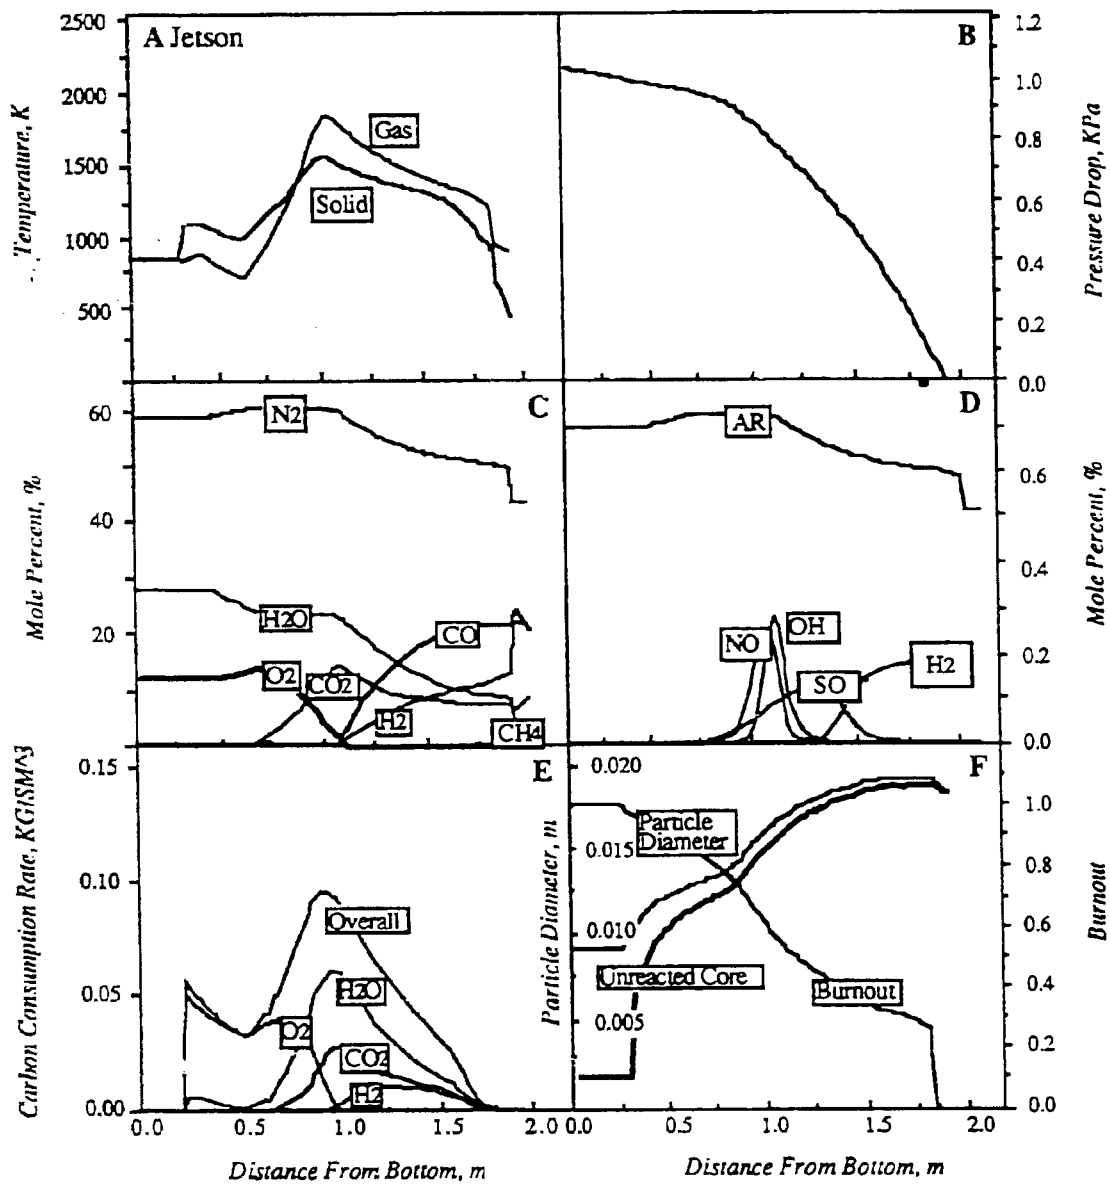 A Jetson
2500
2000
1500
1000
500
Temperature, K
Gas
Solid
B
1.2
1.0
0.8
0.6
0.4
0.2
0.0
Pressure Drop, KPa
C
60
40
20
Mole Percent, %
N2
H2O
CO
O2
CO2
H2
CH4
D
0.6
0.4
0.2
0.0
Mole Percent, %
AR
NO
OH
SO
H2
E
0.15
0.10
0.05
0.00
Carbon Consumption Rate, KG/SM^3
Overall
H2O
O2
CO2
H2
0.0
1.0
2.0
Distance From Bottom, m
F
0.020
0.015
0.010
0.005
Particle Diameter, m
Particle
Diameter
Unreacted Core
Burnout
1.0
0.8
0.6
0.4
0.2
0.0
Burnout
0.0
0.5
1.0
1.5
2.0
Distance From Bottom, m